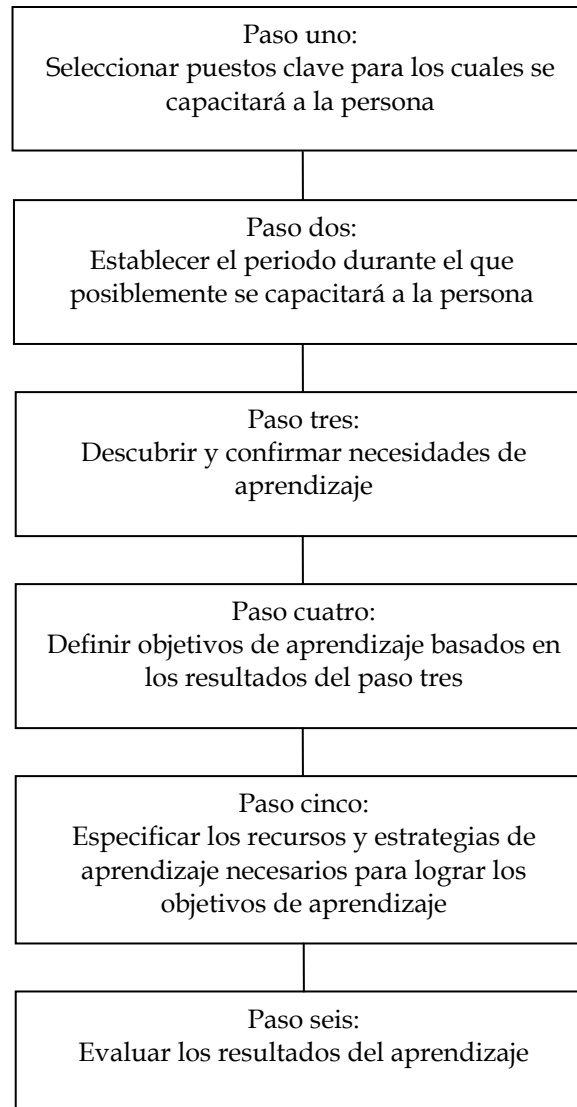 Paso uno:
Seleccionar puestos clave para los cuales se
capacitará a la persona
Paso dos:
Establecer el periodo durante el que
posiblemente se capacitará a la persona
Paso tres:
Descubrir y confirmar necesidades de
aprendizaje
Paso cuatro:
Definir objetivos de aprendizaje basados en
los resultados del paso tres
Paso cinco:
Especificar los recursos y estrategias de
aprendizaje necesarios para lograr los
objetivos de aprendizaje
Paso seis:
Evaluar los resultados del aprendizaje